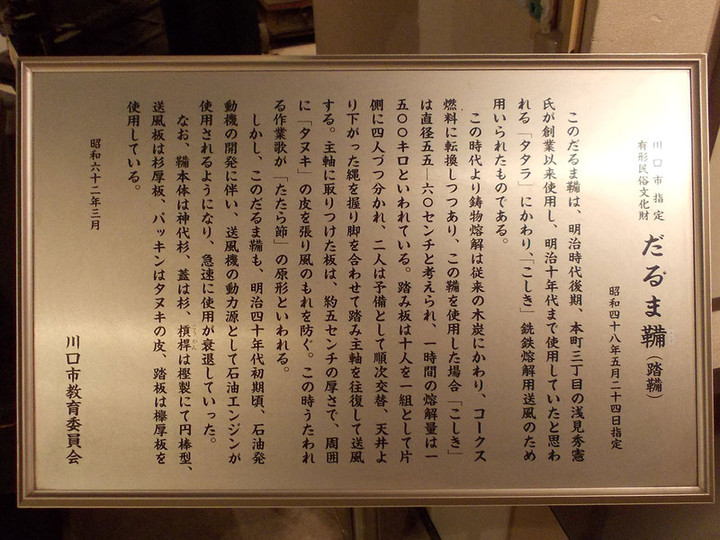 川口市指定
有形民俗文化財
だるま鞴（踏鞴）
昭和四十八年五月二十四日指定
このだるま鞴は、明治時代後期、本町三丁目の浅見秀憲
氏が創業以来使用し、明治十年代まで使用していたと思わ
れる「タタラ」にかわり、「こしき」銑鉄熔解用送風のため
用いられたものである。
この時代より鋳物熔解は従来の木炭にかわり、コークス
燃料に転換しつつあり、この鞴を使用した場合「こしき」
は直径五五―六〇センチと考えられ、一時間の熔解量は一
五〇〇キロといわれている。踏み板は十人を一組として片
側に四人づつ分かれ、二人は予備として順次交替、天井よ
り下がった縄を握り脚を合わせて踏み主軸を往復して送風
する。主軸に取りつけた板は、約五センチの厚さで、周囲
に「タヌキ」の皮を張り風のもれを防ぐ。この時うたわれ
る作業歌が「たたら節」の原形といわれる。
しかし、このだるま鞴も、明治四十年代初期頃、石油発
動機の開発に伴い、送風機の動力源として石油エンジンが
使用されるようになり、急速に使用が衰退していった。
なお、鞴本体は神代杉、蓋は杉、槓桿は樫製にて円棒型、
送風板は杉厚板、パッキンはタヌキの皮、踏板は欅厚板を
使用している。
昭和六十二年三月
川口市教育委員会